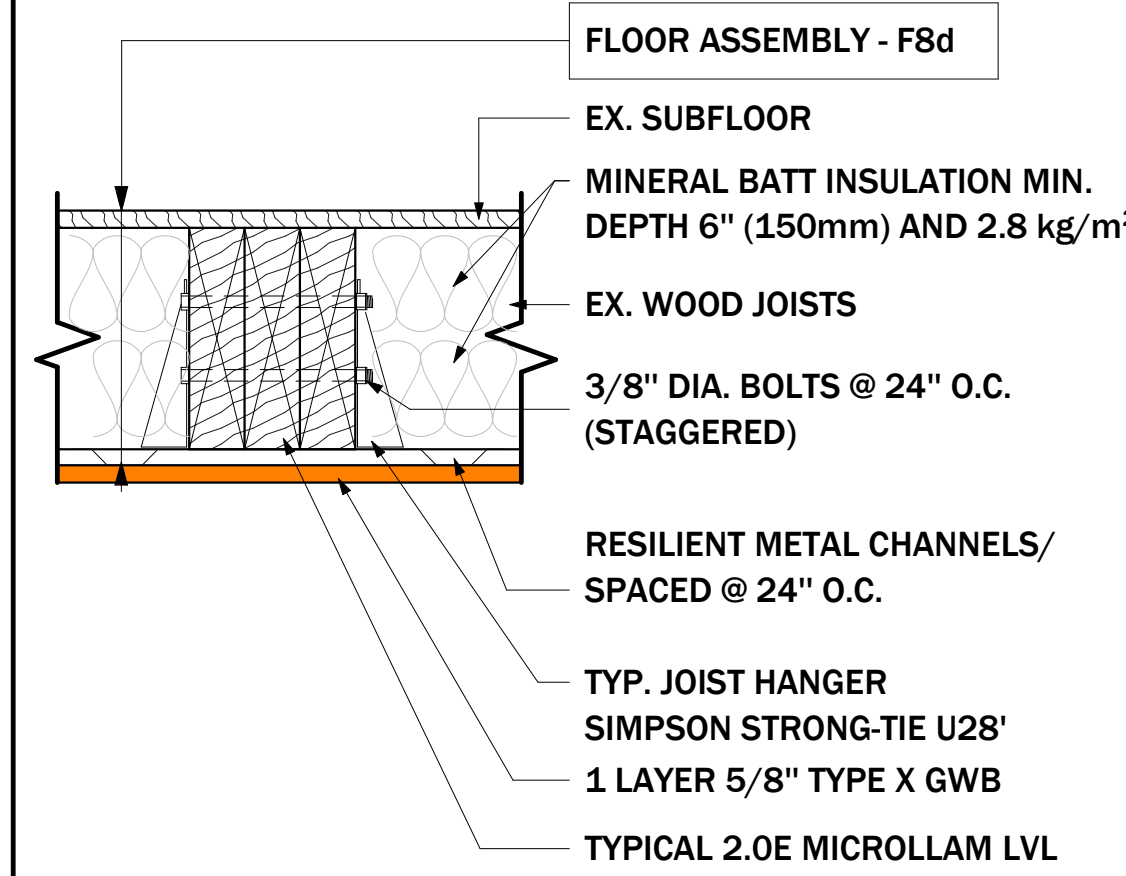 FLOOR ASSEMBLY - F8d
EX. SUBFLOOR
MINERAL BATT INSULATION MIN.
DEPTH 6" (150mm) AND 2.8 kg/m²
EX. WOOD JOISTS
3/8" DIA. BOLTS @ 24" O.C.
(STAGGERED)
RESILIENT METAL CHANNELS/
SPACED @ 24" O.C.
TYP. JOIST HANGER
SIMPSON STRONG-TIE U28'
1 LAYER 5/8" TYPE X GWB
TYPICAL 2.0E MICROLLAM LVL